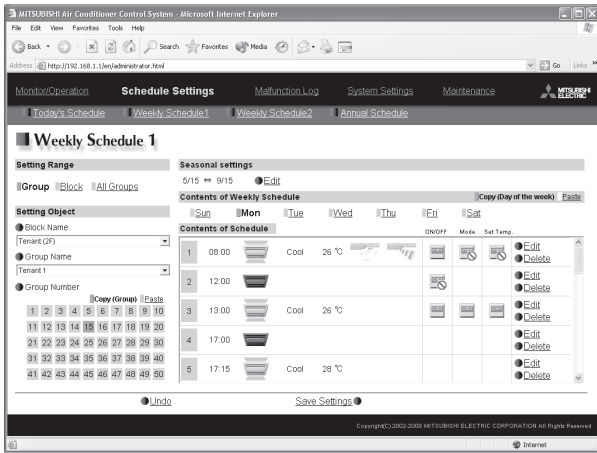 MITSUBISHI Air Conditioner Control System - Microsoft Internet Explorer
File Edit View Favorites Tools Help
Back Search Favorites Media
Address http://192.168.1.1/en/administrator.html Go Links »
Monitor/Operation Schedule Settings Malfunction Log System Settings Maintenance MITSUBISHI ELECTRIC
Today's Schedule Weekly Schedule1 Weekly Schedule2 Annual Schedule
Weekly Schedule 1
Setting Range
Group Block All Groups
Setting Object
Block Name
Tenant (2F)
Group Name
Tenant 1
Group Number
Copy (Group) Paste
1 2 3 4 5 6 7 8 9 10
11 12 13 14 15 16 17 18 19 20
21 22 23 24 25 26 27 28 29 30
31 32 33 34 35 36 37 38 39 40
41 42 43 44 45 46 47 48 49 50
Seasonal settings
5/15 ⇔ 9/15 Edit
Contents of Weekly Schedule Copy (Day of the week) Paste
Sun Mon Tue Wed Thu Fri Sat
Contents of Schedule ON/OFF Mode Set Temp.
1 08:00 Cool 26 °C Edit
Delete
2 12:00 Edit
Delete
3 13:00 Cool 26 °C Edit
Delete
4 17:00 Edit
Delete
5 17:15 Cool 28 °C Edit
Delete
Undo Save Settings
Copyright(C) 2002-2008 MITSUBISHI ELECTRIC CORPORATION All Rights Reserved
Internet